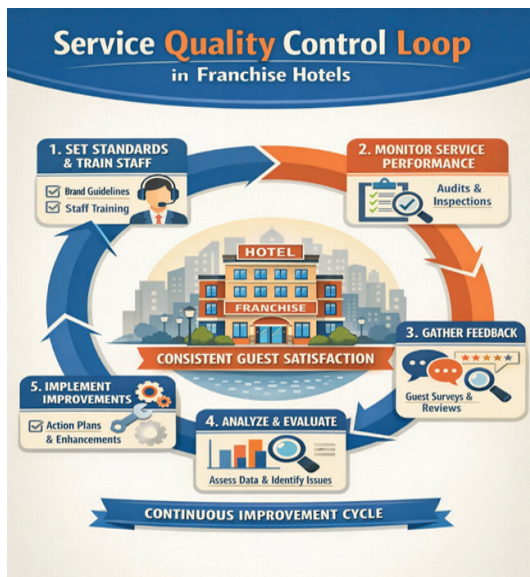 Service Quality Control Loop
in Franchise Hotels
1. SET STANDARDS
& TRAIN STAFF
Brand Guidelines
Staff Training
2. MONITOR SERVICE
PERFORMANCE
Audits &
Inspections
HOTEL
FRANCHISE
CONSISTENT GUEST SATISFACTION
3. GATHER FEEDBACK
Guest Surveys &
Reviews
5. IMPLEMENT
IMPROVEMENTS
Action Plans
& Enhancements
4. ANALYZE & EVALUATE
Assess Data & Identify Issues
CONTINUOUS IMPROVEMENT CYCLE